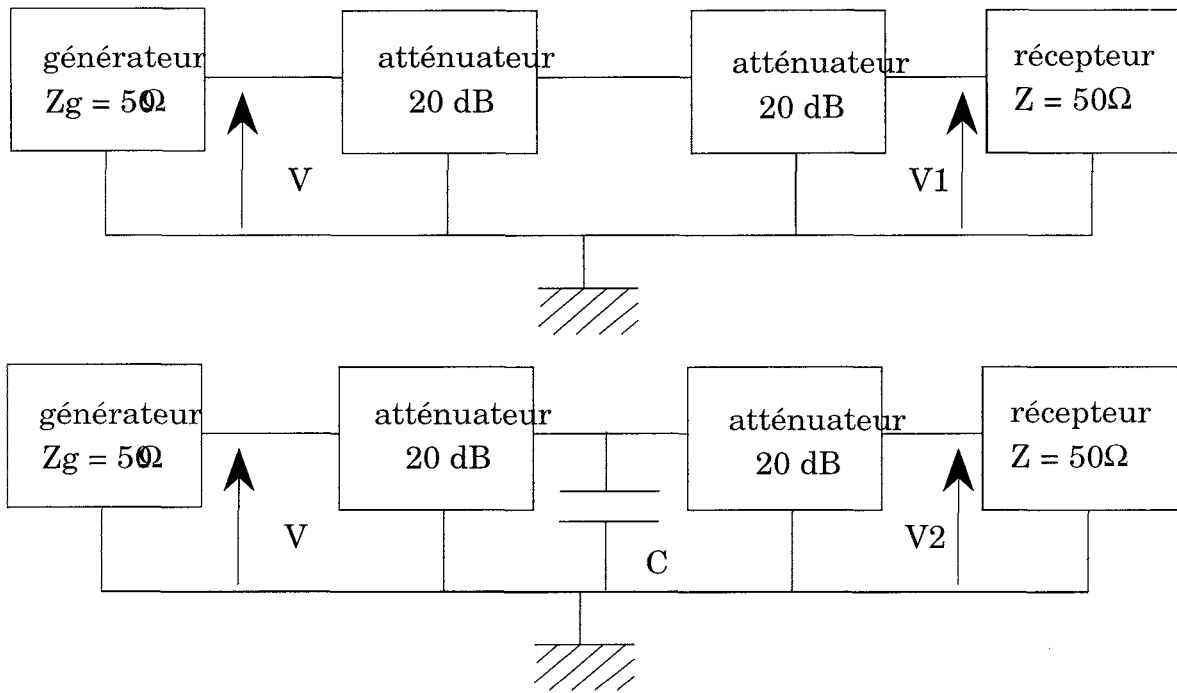 générateur
Zg = 50Ω
atténuateur
20 dB
atténuateur
20 dB
récepteur
Z = 50Ω
V
V1
générateur
Zg = 50Ω
atténuateur
20 dB
atténuateur
20 dB
récepteur
Z = 50Ω
V
C
V2